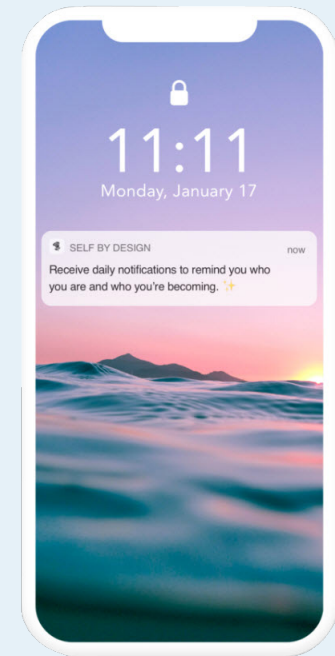 11:11
Monday, January 17
SELF BY DESIGN now
Receive daily notifications to remind you who
you are and who you're becoming. ✨